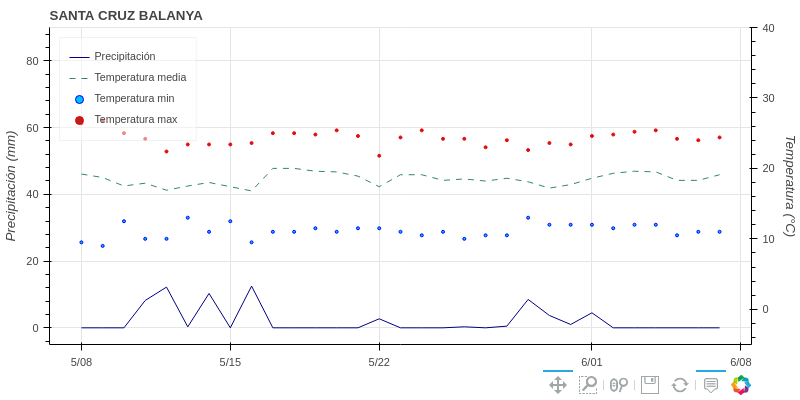 SANTA CRUZ BALANYA
Precipitación
Temperatura media
Temperatura min
Temperatura max
Precipitación (mm)
80
60
40
20
0
Temperatura (°C)
40
30
20
10
0
5/08
5/15
5/22
6/01
6/08